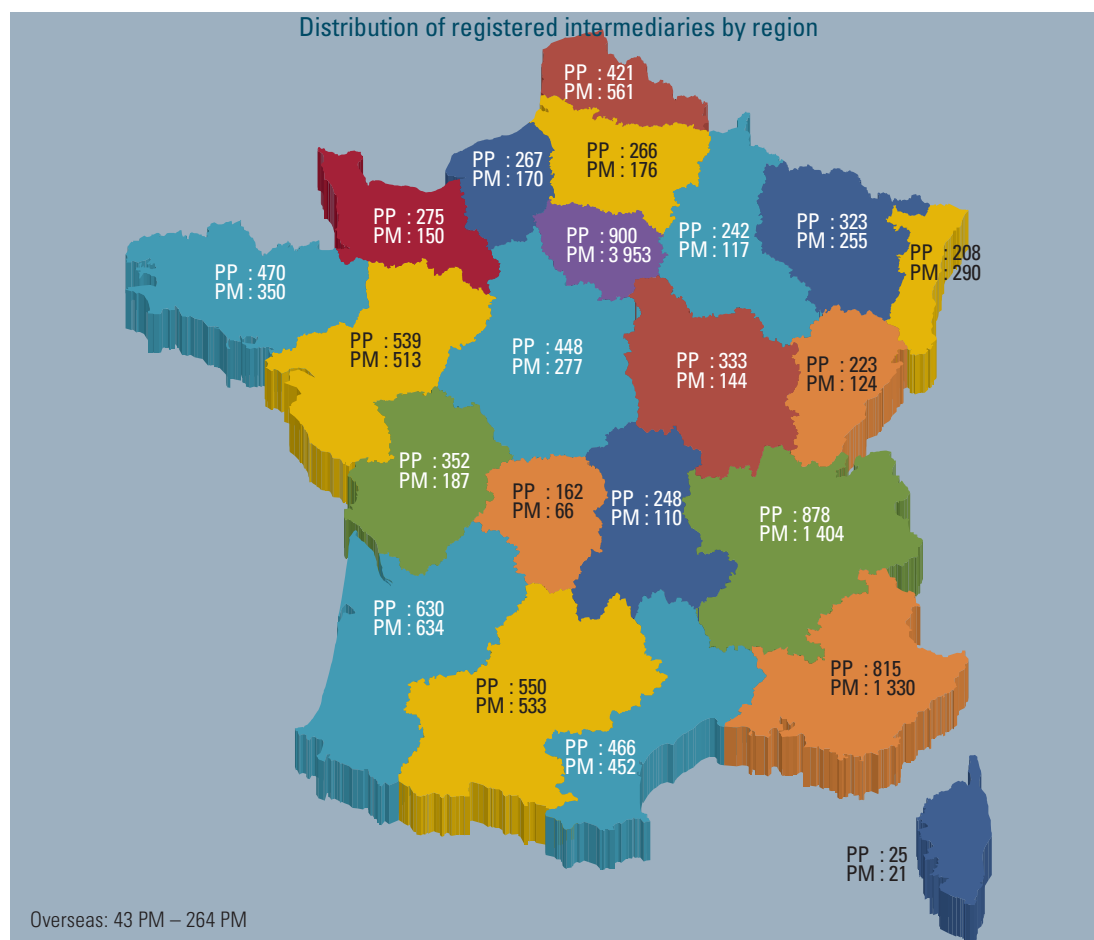 Distribution of registered intermediaries by region
PP : 421
PM : 561
PP : 267
PM : 170
PP : 266
PM : 176
PP : 275
PM : 150
PP : 900
PM : 3 953
PP : 242
PM : 117
PP : 323
PM : 255
PP : 208
PM : 290
PP : 470
PM : 350
PP : 539
PM : 513
PP : 448
PM : 277
PP : 333
PM : 144
PP : 223
PM : 124
PP : 352
PM : 187
PP : 162
PM : 66
PP : 248
PM : 110
PP : 878
PM : 1 404
PP : 630
PM : 634
PP : 550
PM : 533
PP : 815
PM : 1 330
PP : 466
PM : 452
PP : 25
PM : 21
Overseas: 43 PM – 264 PM